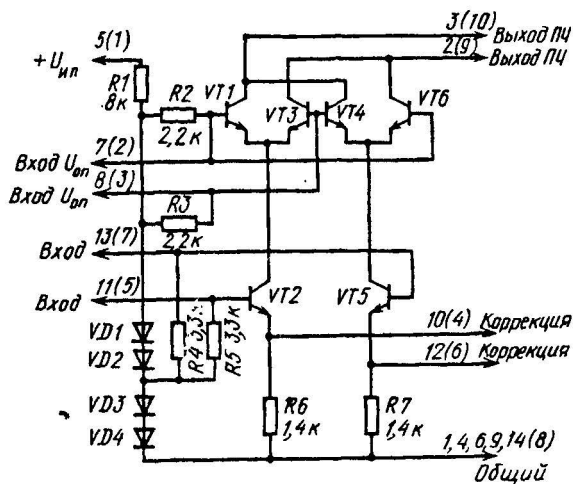 3(10)
Выход ПЧ
2(9)
Выход ПЧ
5(1)
+ Uип
R1
8к
R2
2,2к
VT1
VT3
VT4
VT6
7(2)
Вход Uоп
8(3)
Вход Uоп
R3
2,2к
13(7)
Вход
11(5)
Вход
VT2
VT5
VD1
VD2
R4 3,3к
R5 3,3к
10(4) Коррекция
12(6) Коррекция
VD3
VD4
R6
1,4к
R7
1,4к
1,4,6,9,14(8)
Общий